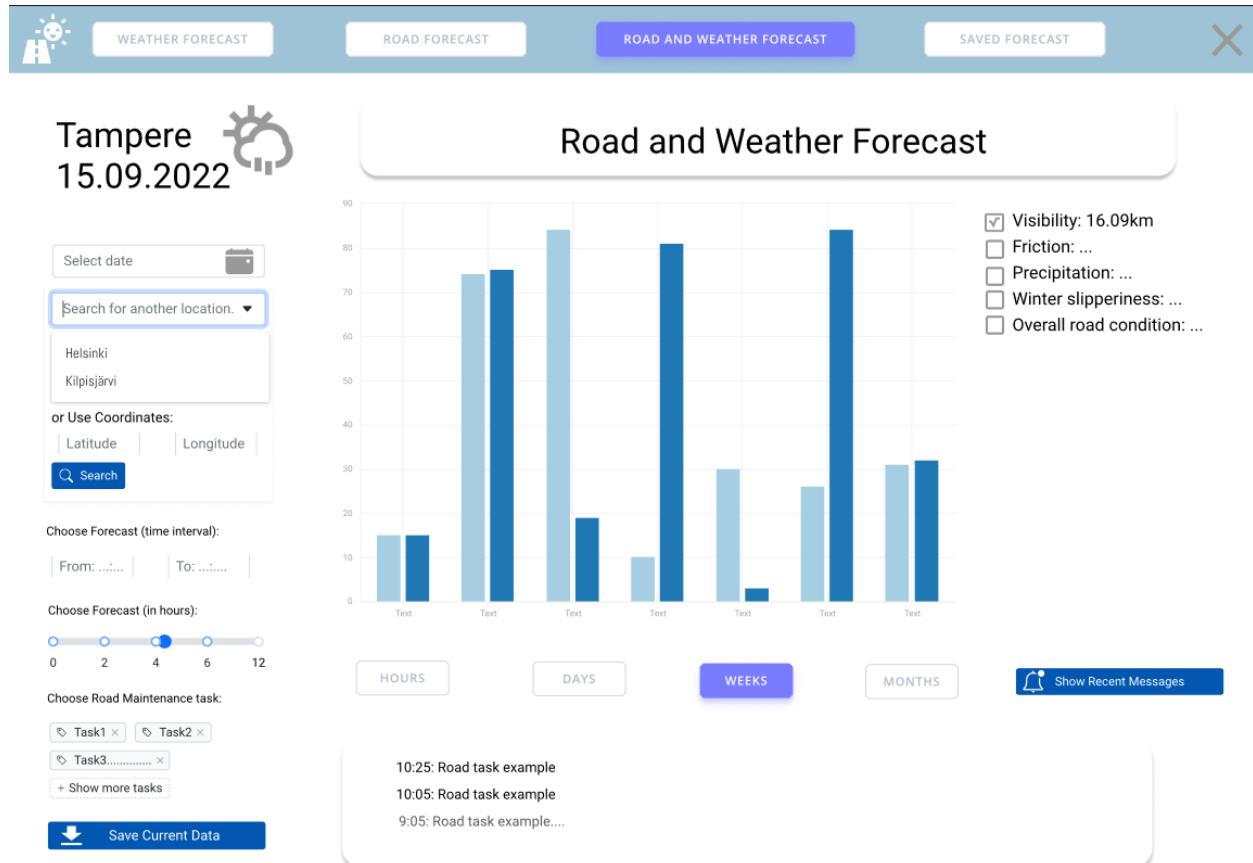 WEATHER FORECAST
ROAD FORECAST
ROAD AND WEATHER FORECAST
SAVED FORECAST
Tampere
15.09.2022
Road and Weather Forecast
Select date
Search for another location.
Helsinki
Kilpisjärvi
or Use Coordinates:
Latitude
Longitude
Search
Choose Forecast (time interval):
From: ...:....
To: ...:....
Choose Forecast (in hours):
0 2 4 6 12
Choose Road Maintenance task:
Task1 ×
Task2 ×
Task3.............. ×
+ Show more tasks
Save Current Data
90
80
70
60
50
40
30
20
10
0
Text Text Text Text Text Text Text
Visibility: 16.09km
Friction: ...
Precipitation: ...
Winter slipperiness: ...
Overall road condition: ...
HOURS
DAYS
WEEKS
MONTHS
Show Recent Messages
10:25: Road task example
10:05: Road task example
9:05: Road task example....